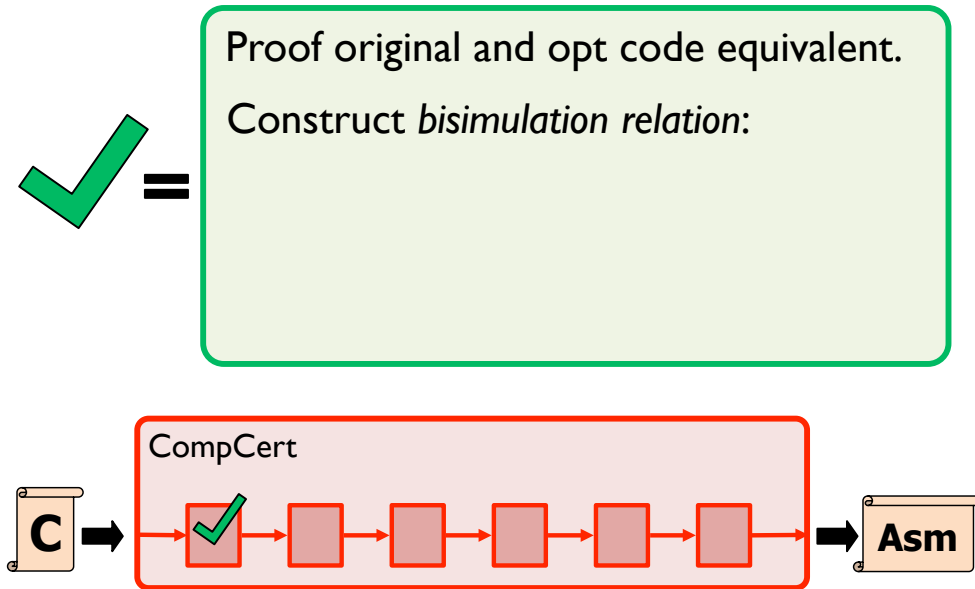 Proof original and opt code equivalent.
Construct bisimulation relation:
=
CompCert
C
Asm